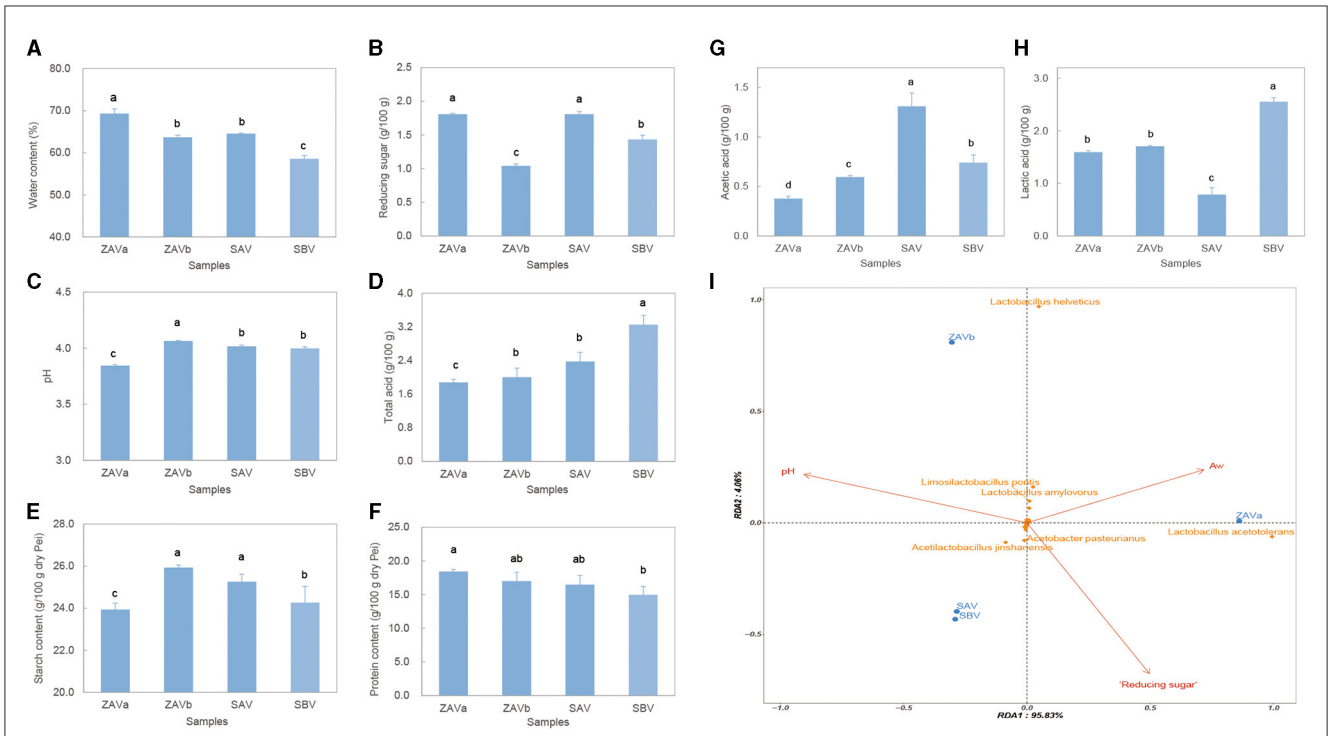 A
Water content (%)
80.0
70.0
60.0
50.0
40.0
a
b
b
c
ZAVa
ZAVb
SAV
SBV
Samples
B
Reducing sugar (g/100 g)
2.5
2.0
1.5
1.0
0.5
0.0
a
c
a
b
ZAVa
ZAVb
SAV
SBV
Samples
G
Acetic acid (g/100 g)
1.5
1.0
0.5
0.0
d
c
a
b
ZAVa
ZAVb
SAV
SBV
Samples
H
Lactic acid (g/100 g)
3.0
2.0
1.0
0.0
b
b
c
a
ZAVa
ZAVb
SAV
SBV
Samples
C
pH
4.5
4.0
3.5
3.0
c
a
b
b
ZAVa
ZAVb
SAV
SBV
Samples
D
Total acid (g/100 g)
4.0
3.2
2.4
1.6
0.8
0.0
c
b
b
a
ZAVa
ZAVb
SAV
SBV
Samples
E
Starch content (g/100 g dry Pei)
28.0
26.0
24.0
22.0
20.0
c
a
a
b
ZAVa
ZAVb
SAV
SBV
Samples
F
Protein content (g/100 g dry Pei)
25.0
20.0
15.0
10.0
5.0
0.0
a
ab
ab
b
ZAVa
ZAVb
SAV
SBV
Samples
I
RDA2 : 4.06%
1.0
0.5
0.0
−0.5
Lactobacillus helveticus
ZAVb
pH
Aw
Limosilactobacillus pontis
Lactobacillus amylovorus
ZAVa
Lactobacillus acetotolerans
Acetobacter pasteurianus
Acetilactobacillus jinshanensis
SAV
SBV
'Reducing sugar'
−1.0
−0.5
0.0
0.5
1.0
RDA1 : 95.83%